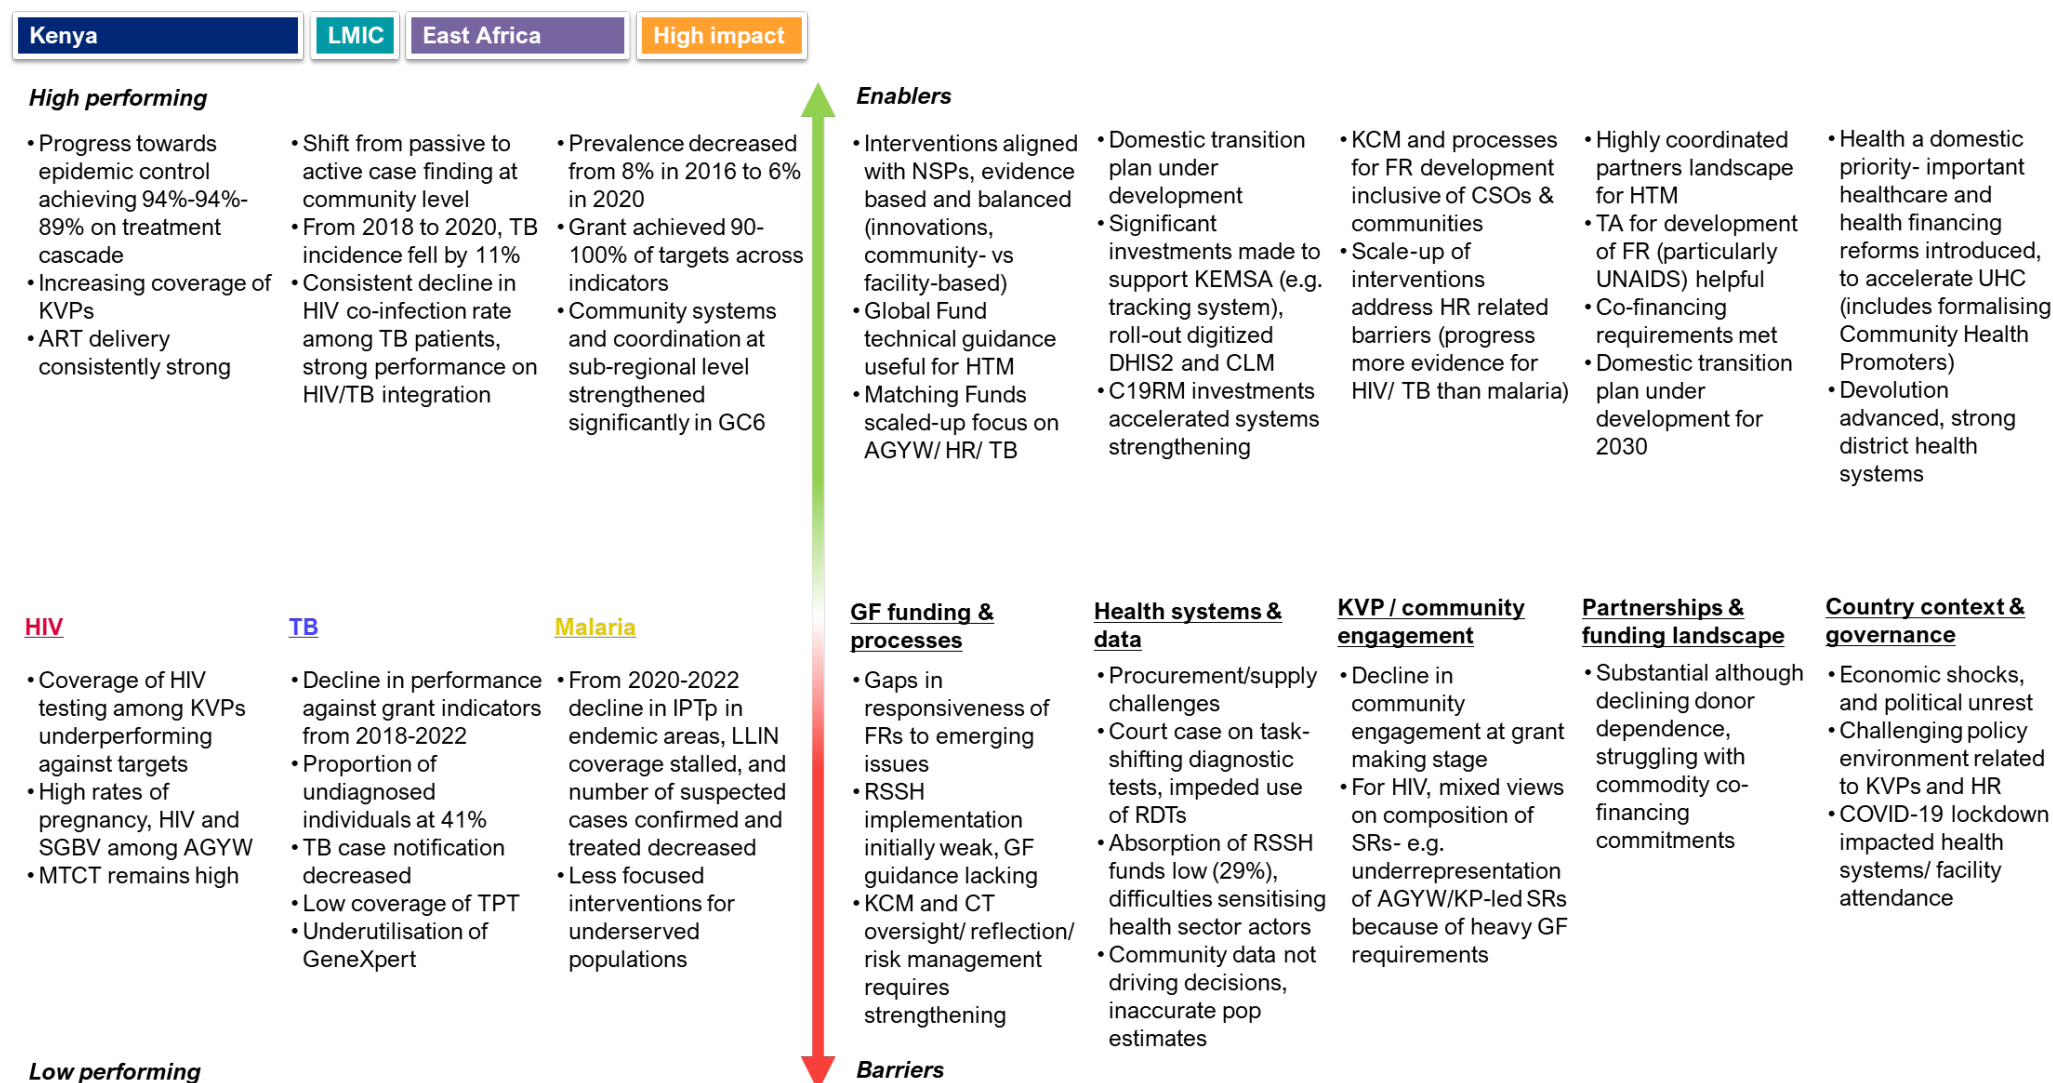 Kenya
LMIC
East Africa
High impact
High performing
• Progress towards
epidemic control
achieving 94%-94%-
89% on treatment
cascade
• Increasing coverage of
KVPs
• ART delivery
consistently strong
• Shift from passive to
active case finding at
community level
• From 2018 to 2020, TB
incidence fell by 11%
• Consistent decline in
HIV co-infection rate
among TB patients,
strong performance on
HIV/TB integration
• Prevalence decreased
from 8% in 2016 to 6%
in 2020
• Grant achieved 90-
100% of targets across
indicators
• Community systems
and coordination at
sub-regional level
strengthened
significantly in GC6
Enablers
• Interventions aligned
with NSPs, evidence
based and balanced
(innovations,
community- vs
facility-based)
• Global Fund
technical guidance
useful for HTM
• Matching Funds
scaled-up focus on
AGYW/ HR/ TB
• Domestic transition
plan under
development
• Significant
investments made to
support KEMSA (e.g.
tracking system),
roll-out digitized
DHIS2 and CLM
• C19RM investments
accelerated systems
strengthening
• KCM and processes
for FR development
inclusive of CSOs &
communities
• Scale-up of
interventions
address HR related
barriers (progress
more evidence for
HIV/ TB than malaria)
• Highly coordinated
partners landscape
for HTM
• TA for development
of FR (particularly
UNAIDS) helpful
• Co-financing
requirements met
• Domestic transition
plan under
development for
2030
• Health a domestic
priority- important
healthcare and
health financing
reforms introduced,
to accelerate UHC
(includes formalising
Community Health
Promoters)
• Devolution
advanced, strong
district health
systems
HIV
• Coverage of HIV
testing among KVPs
underperforming
against targets
• High rates of
pregnancy, HIV and
SGBV among AGYW
• MTCT remains high
TB
• Decline in performance
against grant indicators
from 2018-2022
• Proportion of
undiagnosed
individuals at 41%
• TB case notification
decreased
• Low coverage of TPT
• Underutilisation of
GeneXpert
Malaria
• From 2020-2022
decline in IPTp in
endemic areas, LLIN
coverage stalled, and
number of suspected
cases confirmed and
treated decreased
• Less focused
interventions for
underserved
populations
GF funding &
processes
• Gaps in
responsiveness of
FRs to emerging
issues
• RSSH
implementation
initially weak, GF
guidance lacking
• KCM and CT
oversight/ reflection/
risk management
requires
strengthening
Health systems &
data
• Procurement/supply
challenges
• Court case on task-
shifting diagnostic
tests, impeded use
of RDTs
• Absorption of RSSH
funds low (29%),
difficulties sensitising
health sector actors
• Community data not
driving decisions,
inaccurate pop
estimates
KVP / community
engagement
• Decline in
community
engagement at grant
making stage
• For HIV, mixed views
on composition of
SRs- e.g.
underrepresentation
of AGYW/KP-led SRs
because of heavy GF
requirements
Partnerships &
funding landscape
• Substantial although
declining donor
dependence,
struggling with
commodity co-
financing
commitments
Country context &
governance
• Economic shocks,
and political unrest
• Challenging policy
environment related
to KVPs and HR
• COVID-19 lockdown
impacted health
systems/ facility
attendance
Low performing
Barriers